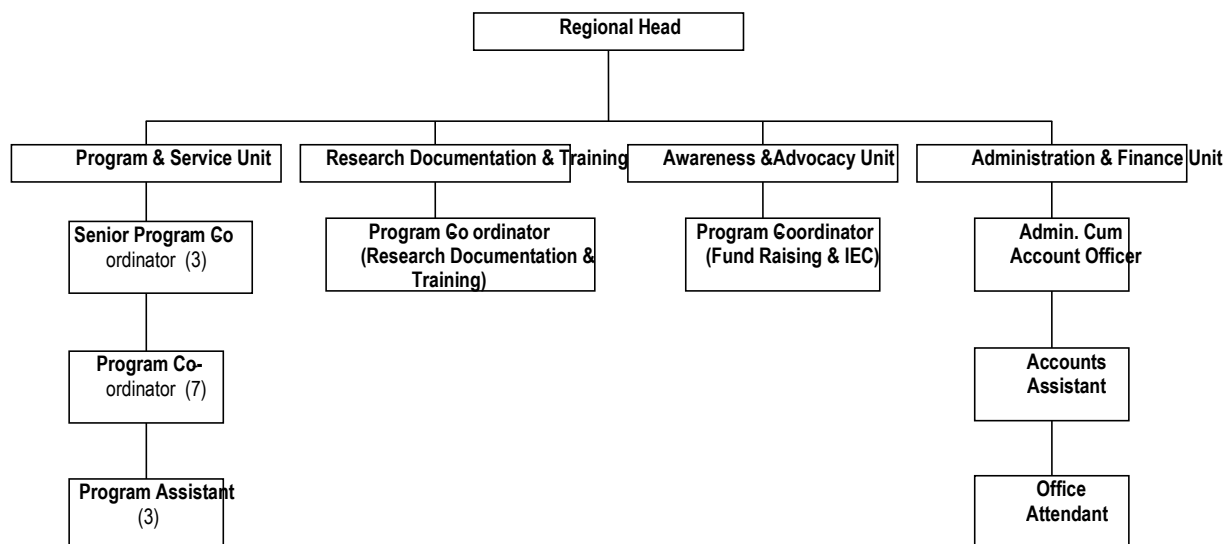 Regional Head
Program & Service Unit
Research Documentation & Training
Awareness &Advocacy Unit
Administration & Finance Unit
Senior Program Co
ordinator (3)
Program Co ordinator
(Research Documentation &
Training)
Program Coordinator
(Fund Raising & IEC)
Admin. Cum
Account Officer
Program Co-
ordinator (7)
Accounts
Assistant
Program Assistant
(3)
Office
Attendant